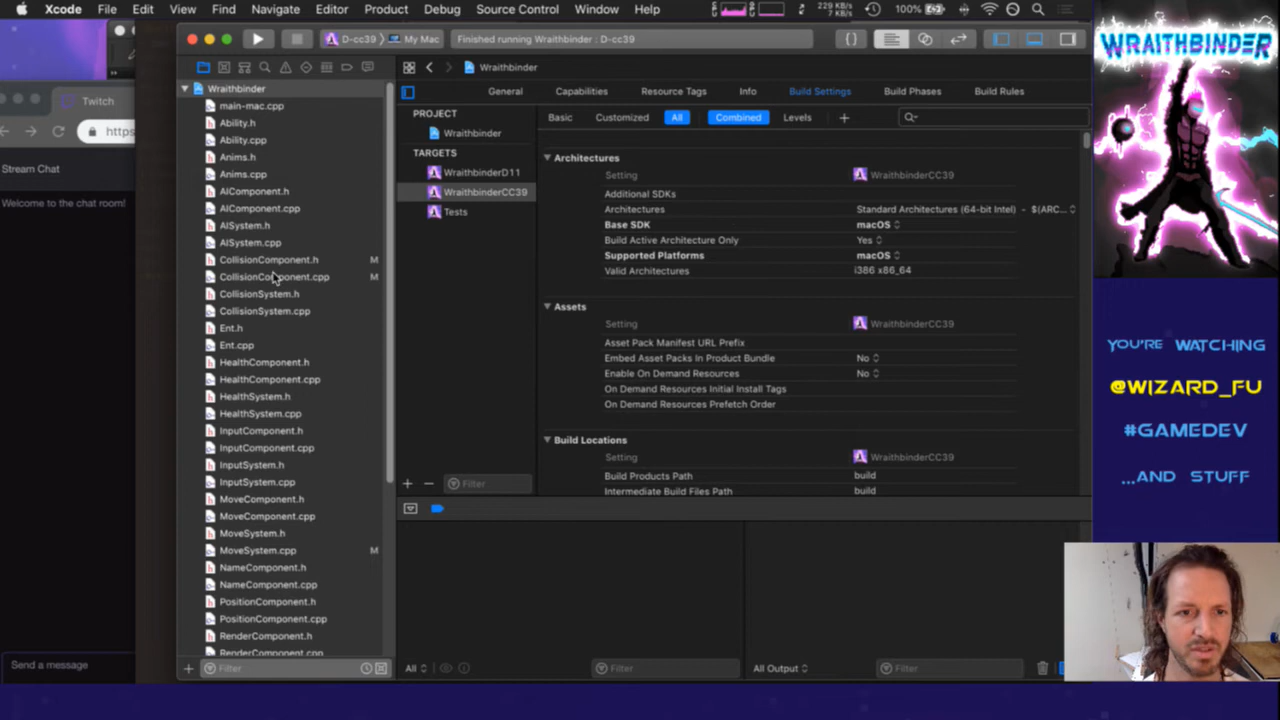 Xcode File Edit View Find Navigate Editor Product Debug Source Control Window Help 229 KB/s 7 KB/s 100%
D-cc39 My Mac Finished running Wraithbinder : D-cc39
WRAITHBINDER
Wraithbinder
Wraithbinder
main-mac.cpp
Ability.h
Ability.cpp
Anims.h
Anims.cpp
AIComponent.h
AIComponent.cpp
AISystem.h
AISystem.cpp
CollisionComponent.h M
CollisionComponent.cpp M
CollisionSystem.h
CollisionSystem.cpp
Ent.h
Ent.cpp
HealthComponent.h
HealthComponent.cpp
HealthSystem.h
HealthSystem.cpp
InputComponent.h
InputComponent.cpp
InputSystem.h
InputSystem.cpp
MoveComponent.h
MoveComponent.cpp
MoveSystem.h
MoveSystem.cpp M
NameComponent.h
NameComponent.cpp
PositionComponent.h
PositionComponent.cpp
RenderComponent.h
RenderComponent.cpp
Filter
General Capabilities Resource Tags Info Build Settings Build Phases Build Rules
PROJECT
Wraithbinder
TARGETS
WraithbinderD11
WraithbinderCC39
Tests
Filter
Basic Customized All Combined Levels +
Architectures
Setting WraithbinderCC39
Additional SDKs
Architectures Standard Architectures (64-bit Intel) - $(ARC...
Base SDK macOS
Build Active Architecture Only Yes
Supported Platforms macOS
Valid Architectures i386 x86_64
Assets
Setting WraithbinderCC39
Asset Pack Manifest URL Prefix
Embed Asset Packs In Product Bundle No
Enable On Demand Resources No
On Demand Resources Initial Install Tags
On Demand Resources Prefetch Order
Build Locations
Setting WraithbinderCC39
Build Products Path build
Intermediate Build Files Path build
All Filter All Output Filter
Twitch
https
Stream Chat
Welcome to the chat room!
Send a message
YOU'RE WATCHING
@WIZARD_FU
#GAMEDEV
...AND STUFF